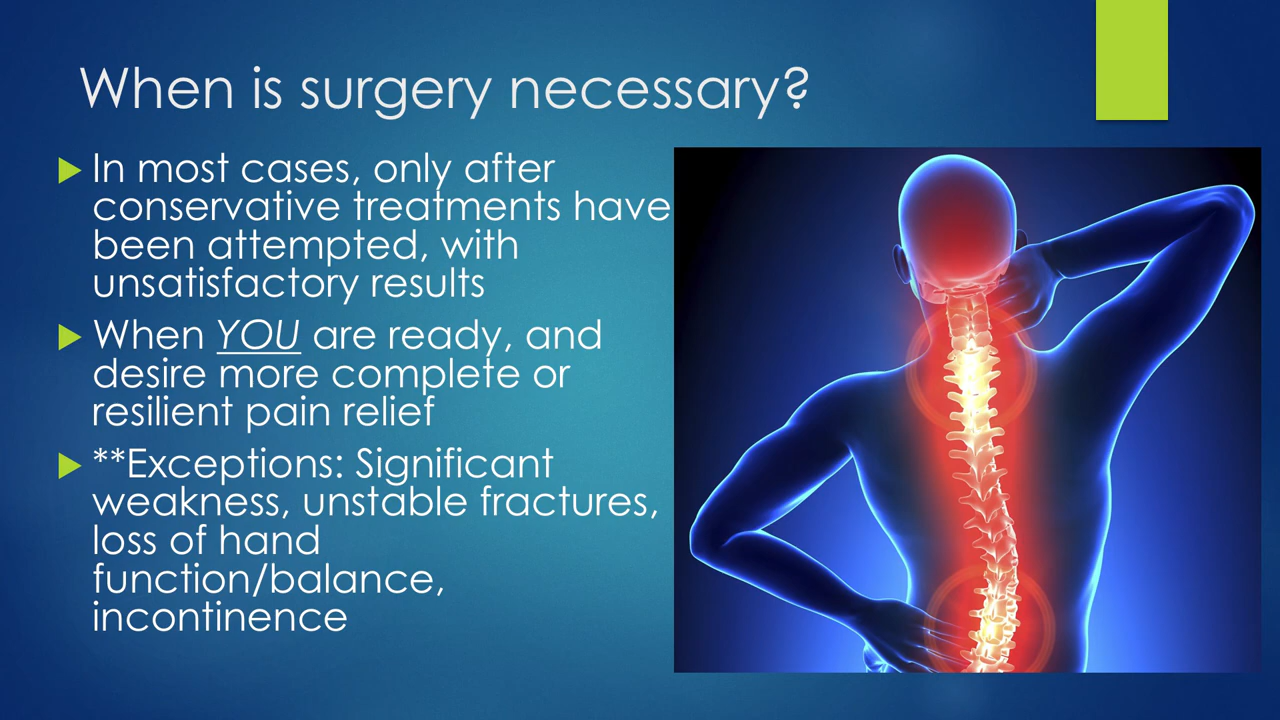 When is surgery necessary?
In most cases, only after
conservative treatments have
been attempted, with
unsatisfactory results
When YOU are ready, and
desire more complete or
resilient pain relief
**Exceptions: Significant
weakness, unstable fractures,
loss of hand
function/balance,
incontinence